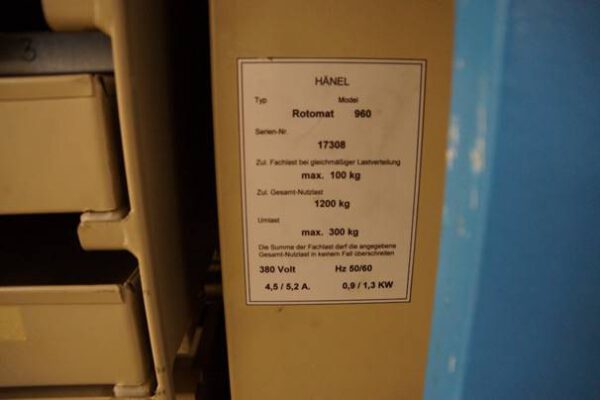 3
HÄNEL
Typ Model
Rotomat 960
Serien-Nr.
17308
Zul. Fachlast bei gleichmäßiger Lastverteilung
max. 100 kg
Zul. Gesamt-Nutzlast
1200 kg
Umlast
max. 300 kg
Die Summe der Fachlast darf die angegebene
Gesamt-Nutzlast in keinem Fall überschreiten
380 Volt Hz 50/60
4,5 / 5,2 A. 0,9 / 1,3 KW